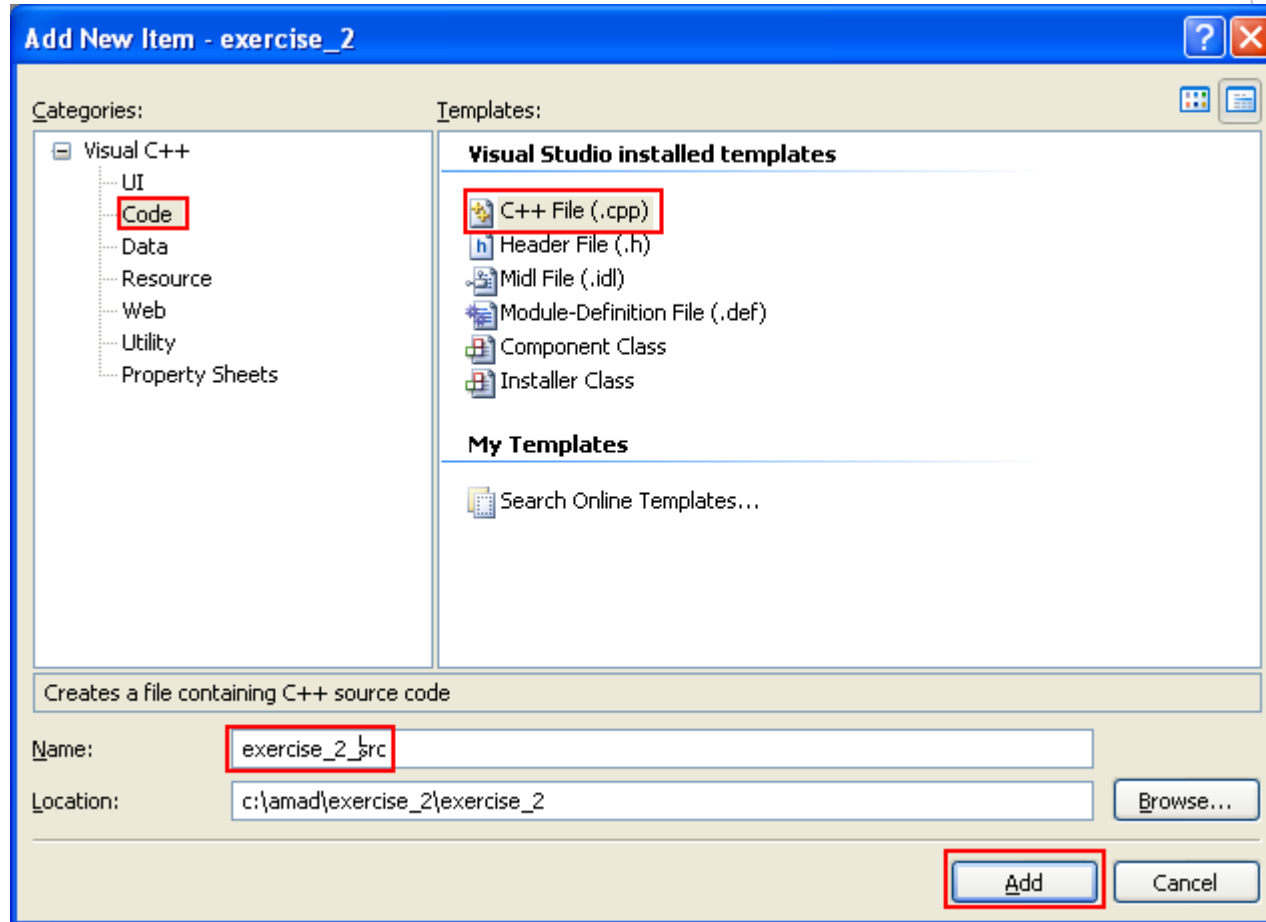 Add New Item - exercise_2
Categories:
Templates:
Visual C++
UI
Code
Data
Resource
Web
Utility
Property Sheets
Visual Studio installed templates
C++ File (.cpp)
Header File (.h)
Midl File (.idl)
Module-Definition File (.def)
Component Class
Installer Class
My Templates
Search Online Templates...
Creates a file containing C++ source code
Name:
exercise_2_src
Location:
c:\amad\exercise_2\exercise_2
Browse...
Add
Cancel